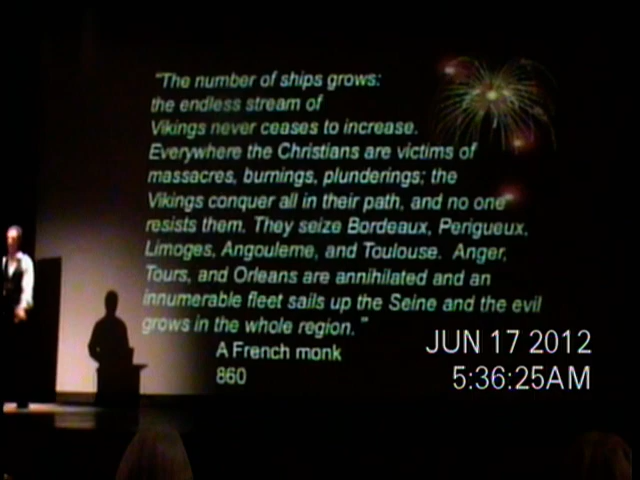 "The number of ships grows:
the endless stream of
Vikings never ceases to increase.
Everywhere the Christians are victims of
massacres, burnings, plunderings; the
Vikings conquer all in their path, and no one
resists them. They seize Bordeaux, Perigueux,
Limoges, Angouleme, and Toulouse. Anger,
Tours, and Orleans are annihilated and an
innumerable fleet sails up the Seine and the evil
grows in the whole region."
A French monk
860
JUN 17 2012
5:36:25AM